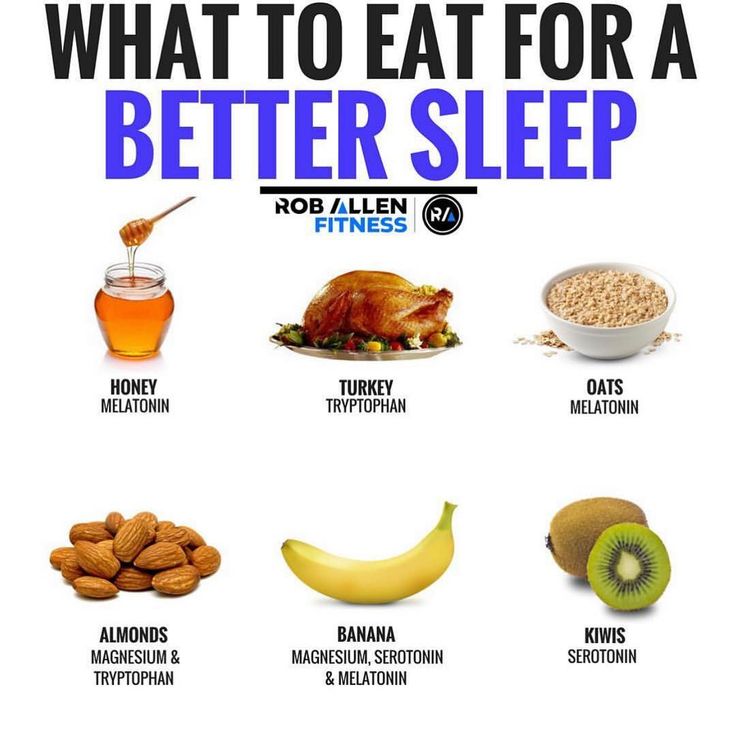 WHAT TO EAT FOR A
BETTER SLEEP
ROB ALLEN
FITNESS
R/A
HONEY
MELATONIN
TURKEY
TRYPTOPHAN
OATS
MELATONIN
ALMONDS
MAGNESIUM &
TRYPTOPHAN
BANANA
MAGNESIUM, SEROTONIN
& MELATONIN
KIWIS
SEROTONIN